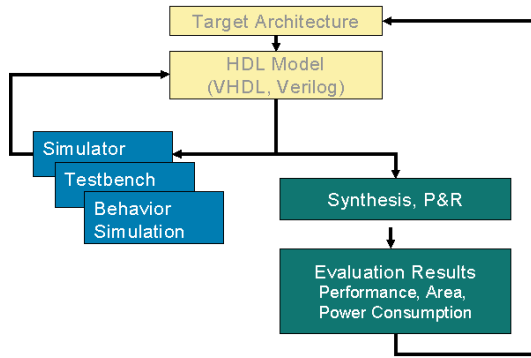 Target Architecture
HDL Model
(VHDL, Verilog)
Simulator
Testbench
Behavior
Simulation
Synthesis, P&R
Evaluation Results
Performance, Area,
Power Consumption